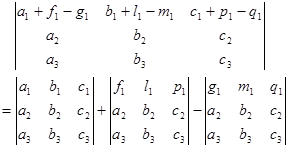 | a₁ + f₁ − g₁  b₁ + l₁ − m₁  c₁ + p₁ − q₁ |
| a₂  b₂  c₂ |
| a₃  b₃  c₃ |
= | a₁  b₁  c₁ | + | f₁  l₁  p₁ | − | g₁  m₁  q₁ |
| a₂  b₂  c₂ | | a₂  b₂  c₂ | | a₂  b₂  c₂ |
| a₃  b₃  c₃ | | a₃  b₃  c₃ | | a₃  b₃  c₃ |